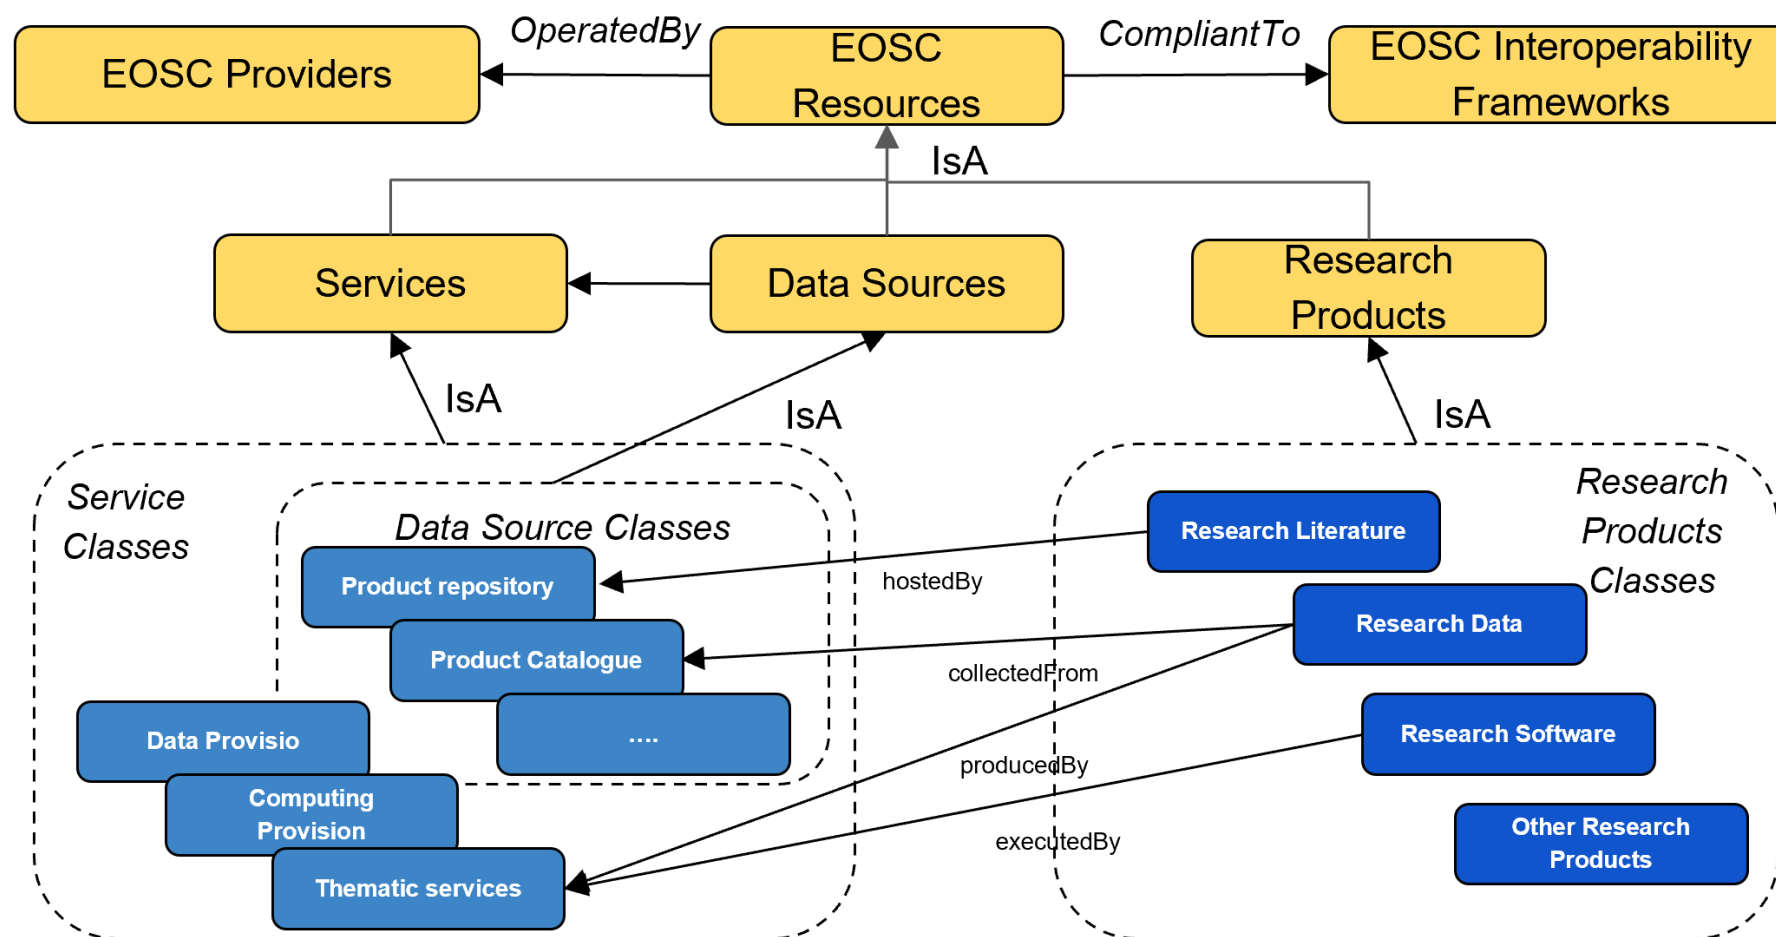 OperatedBy
CompliantTo
EOSC Providers
EOSC
Resources
EOSC Interoperability
Frameworks
IsA
Services
Data Sources
Research
Products
IsA
IsA
IsA
Service
Classes
Data Source Classes
Research
Products
Classes
Product repository
hostedBy
Research Literature
Product Catalogue
collectedFrom
Research Data
....
Data Provisio
producedBy
Research Software
Computing
Provision
executedBy
Other Research
Products
Thematic services